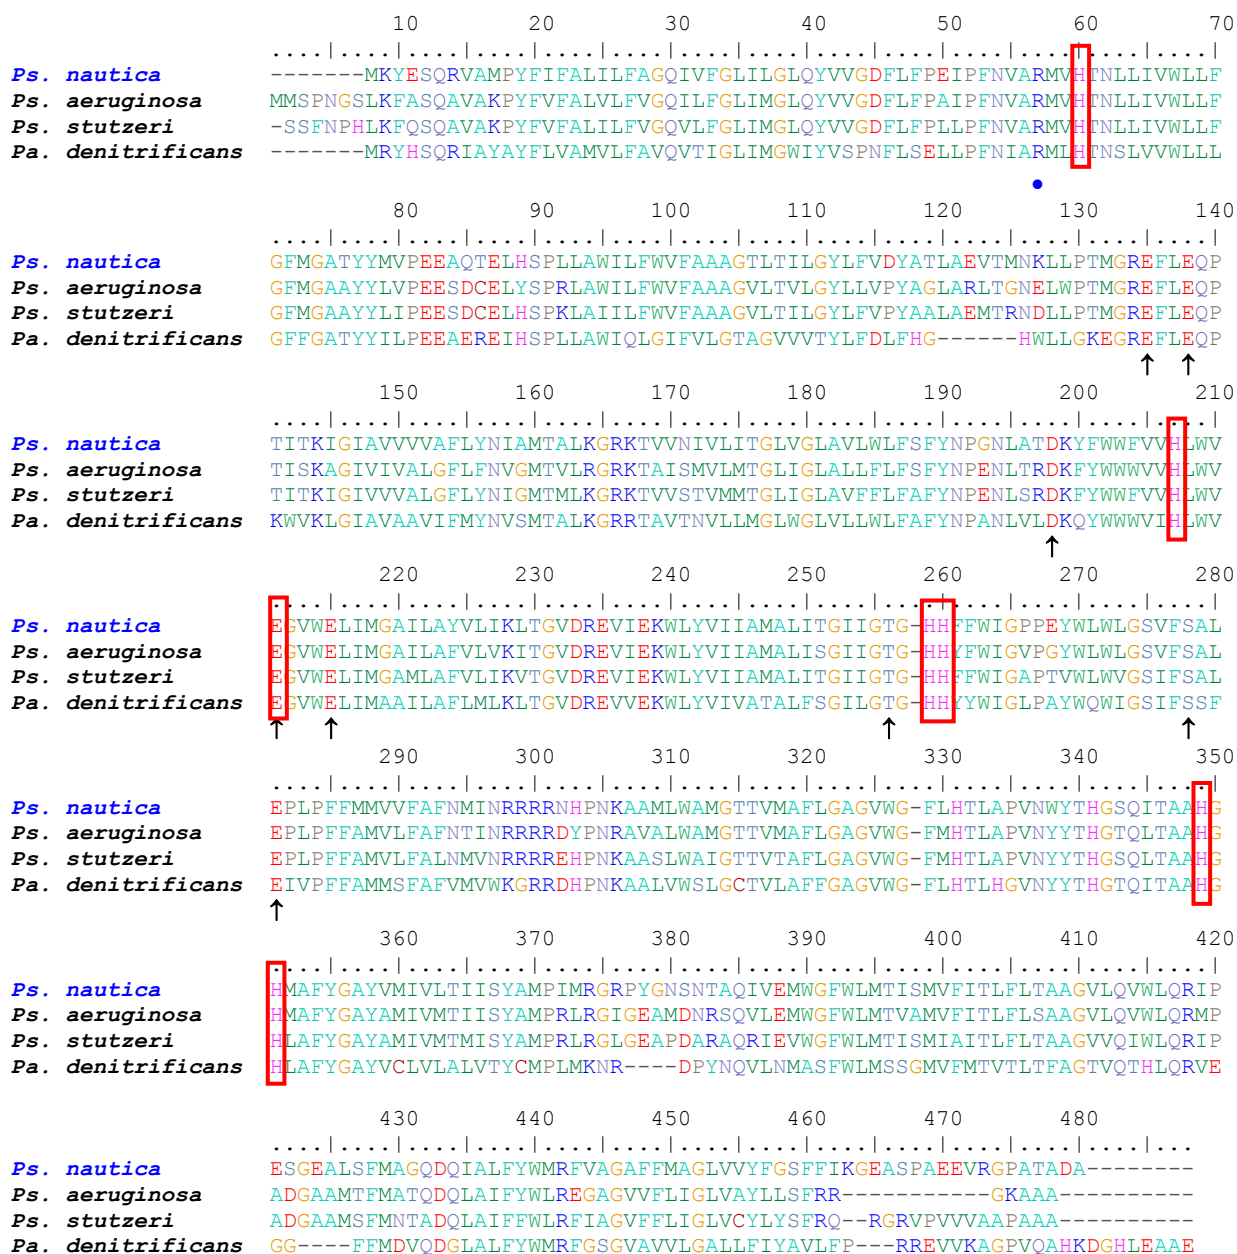 10 20 30 40 50 60 70
....|....|....|....|....|....|....|....|....|....|....|....|....|....|
Ps. nautica -------MKYESQRVAMPYFIFALILFAGQIVFGLILGLQYVVGDFLFPEIPFNVARMVHTNLLIVWLLF
Ps. aeruginosa MMSPNGSLKFASQAVAKPYFVFALVLFVGQILFGLIMGLQYVVGDFLFPAIPFNVARMVHTNLLIVWLLF
Ps. stutzeri -SSFNPHLKFQSQAVAKPYFVFALILFVGQVLFGLIMGLQYVVGDFLFPLLPFNVARMVHTNLLIVWLLF
Pa. denitrificans -------MRYHSQRIAYAYFLVAMVLFAVQVTIGLIMGWIYVSPNFLSELLPFNIARMLHTNSLVVWLLL
80 90 100 110 120 130 140
....|....|....|....|....|....|....|....|....|....|....|....|....|....|
Ps. nautica GFMGATYYMVPEEAQTELHSPLLAWILFWVFAAAGTLTILGYLFVDYATLAEVTMNKLLPTMGREFLEQP
Ps. aeruginosa GFMGAAYYLVPEESDCELYSPRLAWILFWVFAAAGVLTVLGYLLVPYAGLARLTGNELWPTMGREFLEQP
Ps. stutzeri GFMGAAYYLIPEESDCELHSPKLAIILFWVFAAAGVLTILGYLFVPYAALAEMTRNDLLPTMGREFLEQP
Pa. denitrificans GFFGATYYILPEEAEREIHSPLLAWIQLGIFVLGTAGVVVTYLFDLFHG------HWLLGKEGREFLEQP
150 160 170 180 190 200 210
....|....|....|....|....|....|....|....|....|....|....|....|....|....|
Ps. nautica TITKIGIAVVVVAFLYNIAMTALKGRKTVVNIVLITGLVGLAVLWLFSFYNPGNLATDKYFWWFVVHLWV
Ps. aeruginosa TISKAGIVIVALGFLFNVGMTVLRGRKTAISMVLMTGLIGLALLFLFSFYNPENLTRDKFYWWWVVHLWV
Ps. stutzeri TITKIGIVVVALGFLYNIGMTMLKGRKTVVSTVMMTGLIGLAVFFLFAFYNPENLSRDKFYWWFVVHLWV
Pa. denitrificans KWVKLGIAVAAVIFMYNVSMTALKGRRTAVTNVLLMGLWGLVLLWLFAFYNPANLVLDKQYWWWVIHLWV
220 230 240 250 260 270 280
....|....|....|....|....|....|....|....|....|....|....|....|....|....|
Ps. nautica EGVWELIMGAILAYVLIKLTGVDREVIEKWLYVIIAMALITGIIGTG-HHFFWIGPPEYWLWLGSVFSAL
Ps. aeruginosa EGVWELIMGAILAFVLVKITGVDREVIEKWLYVIIAMALISGIIGTG-HHYFWIGVPGYWLWLGSVFSAL
Ps. stutzeri EGVWELIMGAMLAFVLIKVTGVDREVIEKWLYVIIAMALITGIIGTG-HHFFWIGAPTVWLWVGSIFSAL
Pa. denitrificans EGVWELIMAAILAFLMLKLTGVDREVVEKWLYVIVATALFSGILGTG-HHYYWIGLPAYWQWIGSIFSSF
290 300 310 320 330 340 350
....|....|....|....|....|....|....|....|....|....|....|....|....|....|
Ps. nautica EPLPFFMMVVFAFNMINRRRRNHPNKAAMLWAMGTTVMAFLGAGVWG-FLHTLAPVNWYTHGSQITAAHG
Ps. aeruginosa EPLPFFAMVLFAFNTINRRRRDYPNRAVALWAMGTTVMAFLGAGVWG-FMHTLAPVNYYTHGTQLTAAHG
Ps. stutzeri EPLPFFAMVLFALNMVNRRRREHPNKAASLWAIGTTVTAFLGAGVWG-FMHTLAPVNYYTHGSQLTAAHG
Pa. denitrificans EIVPFFAMMSFAFVMVWKGRRDHPNKAALVWSLGCTVLAFFGAGVWG-FLHTLHGVNYYTHGTQITAAHG
360 370 380 390 400 410 420
....|....|....|....|....|....|....|....|....|....|....|....|....|....|
Ps. nautica HMAFYGAYVMIVLTIISYAMPIMRGRPYGNSNTAQIVEMWGFWLMTISMVFITLFLTAAGVLQVWLQRIP
Ps. aeruginosa HMAFYGAYAMIVMTIISYAMPRLRGIGEAMDNRSQVLEMWGFWLMTVAMVFITLFLSAAGVLQVWLQRMP
Ps. stutzeri HLAFYGAYAMIVMTMISYAMPRLRGLGEAPDARAQRIEVWGFWLMTISMIAITLFLTAAGVVQIWLQRIP
Pa. denitrificans HLAFYGAYVCLVLALVTYCMPLMKNR----DPYNQVLNMASFWLMSSGMVFMTVTLTFAGTVQTHLQRVE
430 440 450 460 470 480
....|....|....|....|....|....|....|....|....|....|....|....|....|...
Ps. nautica ESGEALSFMAGQDQIALFYWMRFVAGAFFMAGLVVYFGSFFIKGEASPAEEVRGPATADA--------
Ps. aeruginosa ADGAAMTFMATQDQLAIFYWLREGAGVVFLIGLVAYLLSFRR-----------GKAAA----------
Ps. stutzeri ADGAAMSFMNTADQLAIFFWLRFIAGVFFLIGLVCYLYSFRQ--RGRVPVVVAAPAAA----------
Pa. denitrificans GG----FFMDVQDGLALFYWMRFGSGVAVVLGALLFIYAVLFP---RREVVKAGPVQAHKDGHLEAAE